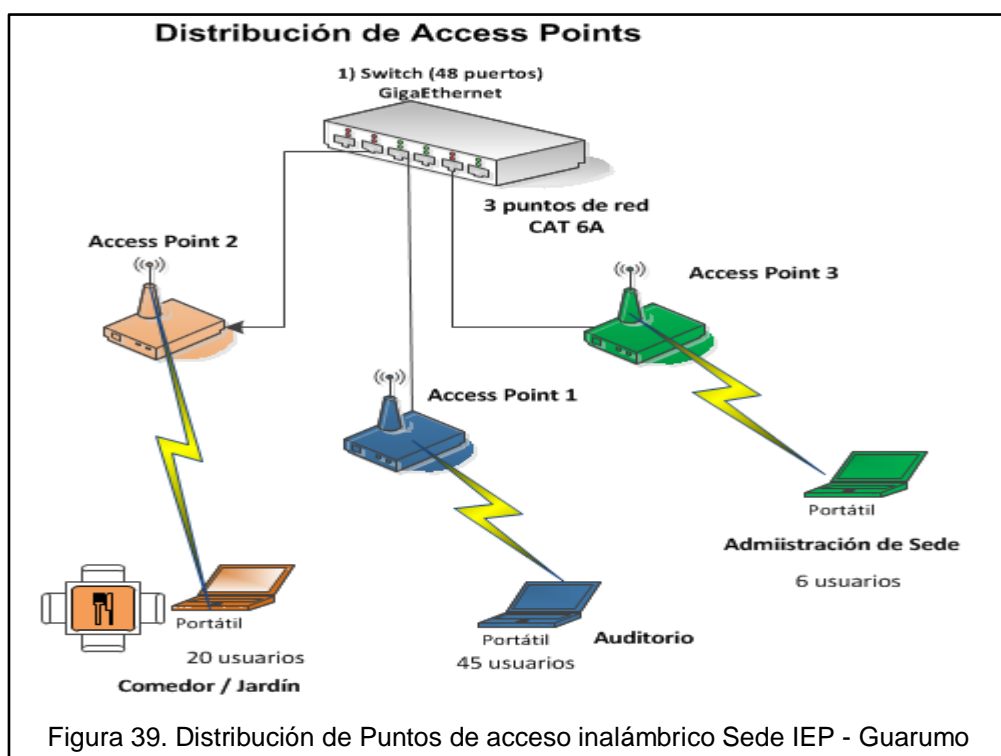 Distribución de Access Points
1) Switch (48 puertos)
GigaEthernet
3 puntos de red
CAT 6A
Access Point 2
Access Point 3
Access Point 1
Portátil
Admiistración de Sede
6 usuarios
Portátil
20 usuarios
Comedor / Jardín
Portátil
45 usuarios
Auditorio
Figura 39. Distribución de Puntos de acceso inalámbrico Sede IEP - Guarumo